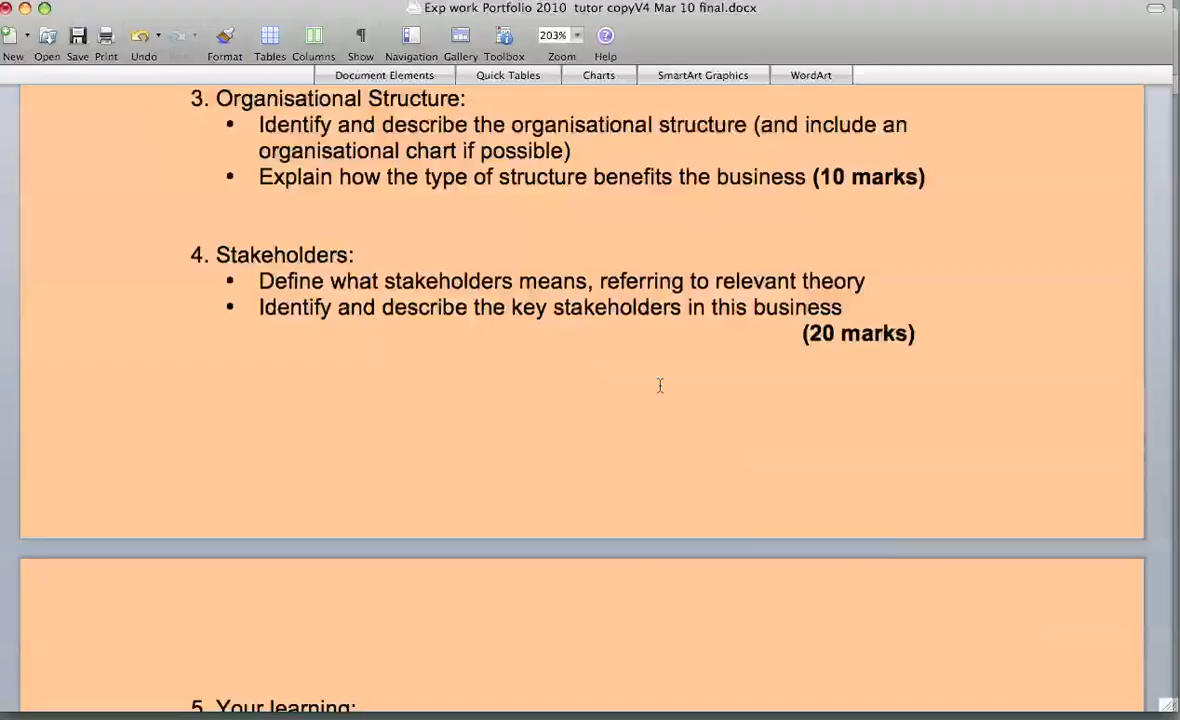 Exp work Portfolio 2010 tutor copyV4 Mar 10 final.docx
203%
New Open Save Print Undo Format Tables Columns Show Navigation Gallery Toolbox Zoom Help
Document Elements Quick Tables Charts SmartArt Graphics WordArt
3. Organisational Structure:
• Identify and describe the organisational structure (and include an
organisational chart if possible)
• Explain how the type of structure benefits the business (10 marks)
4. Stakeholders:
• Define what stakeholders means, referring to relevant theory
• Identify and describe the key stakeholders in this business
(20 marks)
5. Your learning: